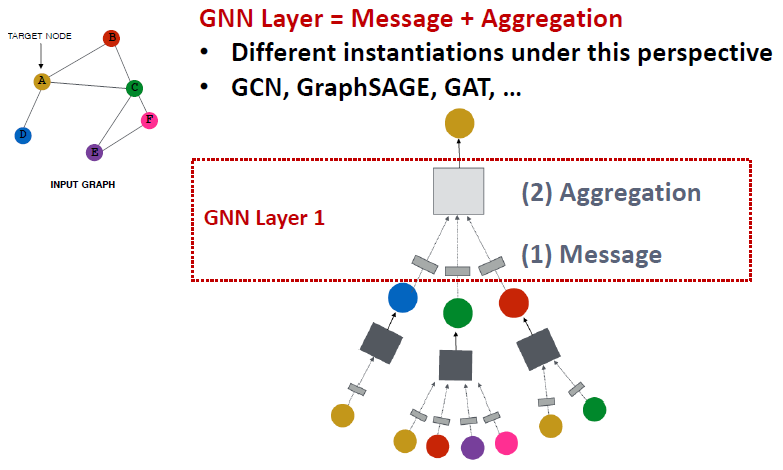 GNN Layer = Message + Aggregation
• Different instantiations under this perspective
• GCN, GraphSAGE, GAT, ...
TARGET NODE
B
A
C
F
D
E
INPUT GRAPH
(2) Aggregation
GNN Layer 1
(1) Message